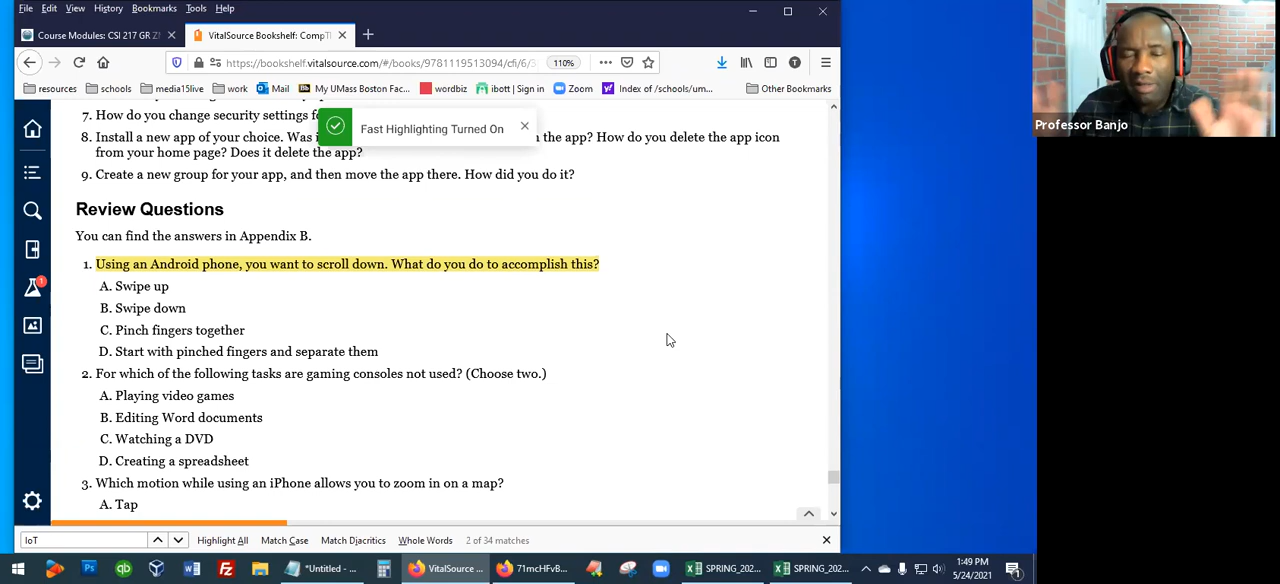 File Edit View History Bookmarks Tools Help
Course Modules: CSI 217 GR Z
VitalSource Bookshelf: CompT
https://bookshelf.vitalsource.com/#/books/9781119513094/cfi/6/3
110%
resources schools media15live work Mail My UMass Boston Fac... wordbiz ibott | Sign in Zoom Index of /schools/um... Other Bookmarks
Professor Banjo
7. How do you change security settings
Fast Highlighting Turned On
8. Install a new app of your choice. Was the app? How do you delete the app icon
from your home page? Does it delete the app?
9. Create a new group for your app, and then move the app there. How did you do it?
Review Questions
You can find the answers in Appendix B.
1. Using an Android phone, you want to scroll down. What do you do to accomplish this?
A. Swipe up
B. Swipe down
C. Pinch fingers together
D. Start with pinched fingers and separate them
2. For which of the following tasks are gaming consoles not used? (Choose two.)
A. Playing video games
B. Editing Word documents
C. Watching a DVD
D. Creating a spreadsheet
3. Which motion while using an iPhone allows you to zoom in on a map?
A. Tap
IoT Highlight All Match Case Match Diacritics Whole Words 2 of 34 matches
*Untitled - ... VitalSource ... 71mcHFvB... SPRING_202... SPRING_202...
1:49 PM
5/24/2021